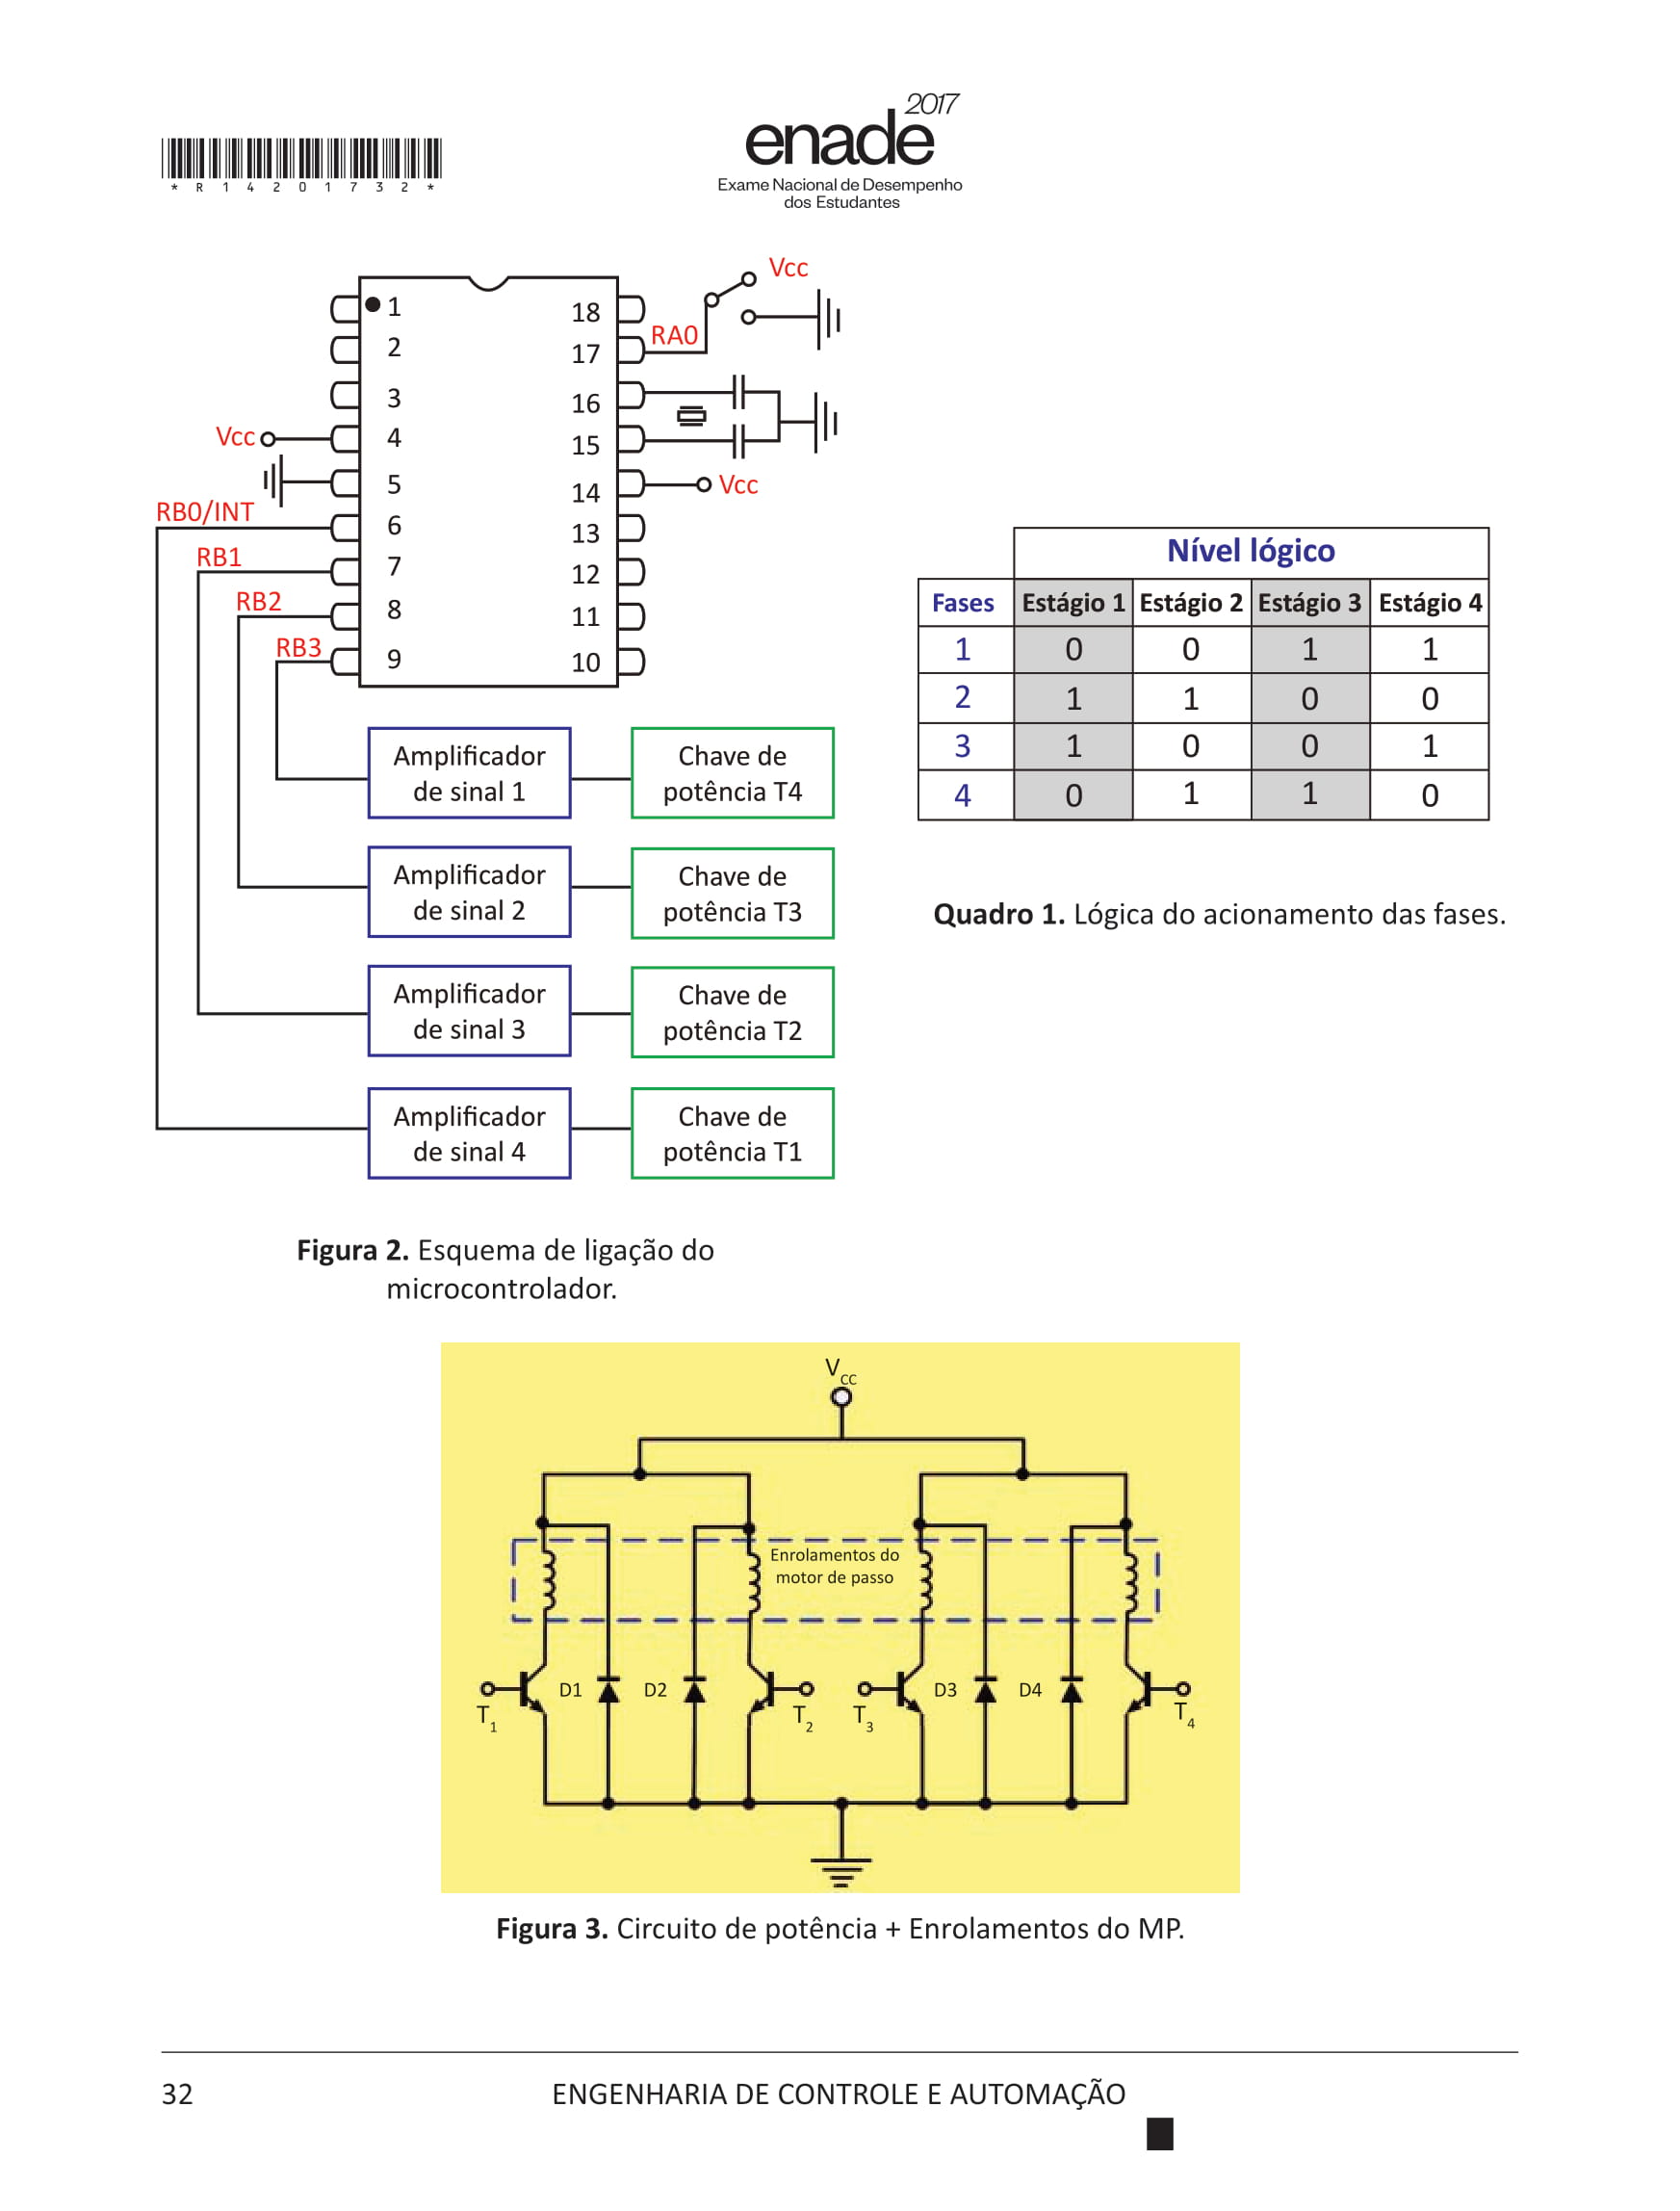 enade 2017
Exame Nacional de Desempenho
dos Estudantes
* R 1 4 2 0 1 7 3 2 *
1
2
3
4
5
6
7
8
9
18
17
16
15
14
13
12
11
10
Vcc
RA0
Vcc
Vcc
RB0/INT
RB1
RB2
RB3
Amplificador
de sinal 1
Chave de
potência T4
Amplificador
de sinal 2
Chave de
potência T3
Amplificador
de sinal 3
Chave de
potência T2
Amplificador
de sinal 4
Chave de
potência T1
Figura 2. Esquema de ligação do
microcontrolador.
Nível lógico
Fases Estágio 1 Estágio 2 Estágio 3 Estágio 4
1 0 0 1 1
2 1 1 0 0
3 1 0 0 1
4 0 1 1 0
Quadro 1. Lógica do acionamento das fases.
VCC
Enrolamentos do
motor de passo
T1 D1 D2 T2 T3 D3 D4 T4
Figura 3. Circuito de potência + Enrolamentos do MP.
32 ENGENHARIA DE CONTROLE E AUTOMAÇÃO